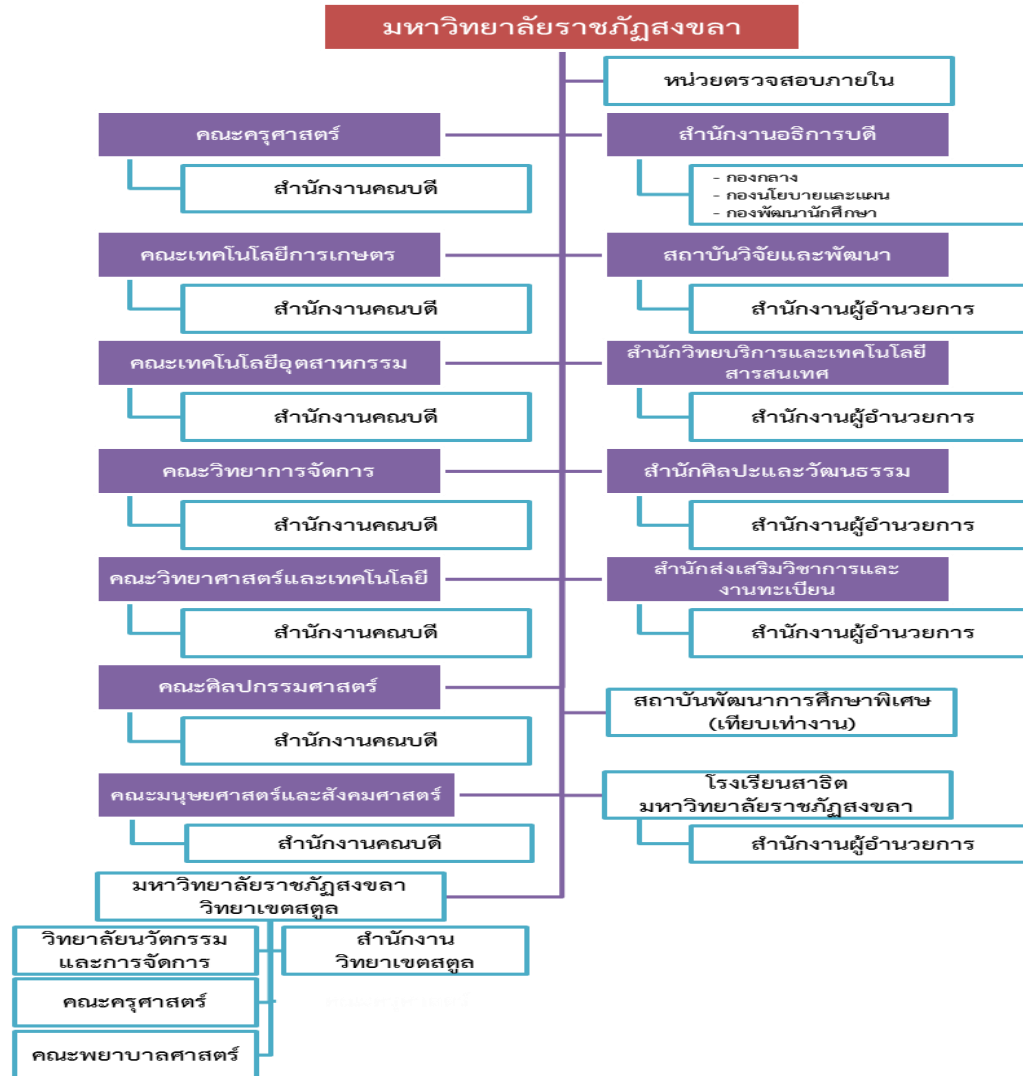 มหาวิทยาลัยราชภัฏสงขลา
หน่วยตรวจสอบภายใน
คณะครุศาสตร์
สำนักงานคณบดี
สำนักงานอธิการบดี
- กองกลาง
- กองนโยบายและแผน
- กองพัฒนานักศึกษา
คณะเทคโนโลยีการเกษตร
สำนักงานคณบดี
สถาบันวิจัยและพัฒนา
สำนักงานผู้อำนวยการ
คณะเทคโนโลยีอุตสาหกรรม
สำนักงานคณบดี
สำนักวิทยบริการและเทคโนโลยี
สารสนเทศ
สำนักงานผู้อำนวยการ
คณะวิทยาการจัดการ
สำนักงานคณบดี
สำนักศิลปะและวัฒนธรรม
สำนักงานผู้อำนวยการ
คณะวิทยาศาสตร์และเทคโนโลยี
สำนักงานคณบดี
สำนักส่งเสริมวิชาการและ
งานทะเบียน
สำนักงานผู้อำนวยการ
คณะศิลปกรรมศาสตร์
สำนักงานคณบดี
สถาบันพัฒนาการศึกษาพิเศษ
(เทียบเท่างาน)
คณะมนุษยศาสตร์และสังคมศาสตร์
สำนักงานคณบดี
โรงเรียนสาธิต
มหาวิทยาลัยราชภัฏสงขลา
สำนักงานผู้อำนวยการ
มหาวิทยาลัยราชภัฏสงขลา
วิทยาเขตสตูล
วิทยาลัยนวัตกรรม
และการจัดการ
สำนักงาน
วิทยาเขตสตูล
คณะครุศาสตร์
คณะพยาบาลศาสตร์